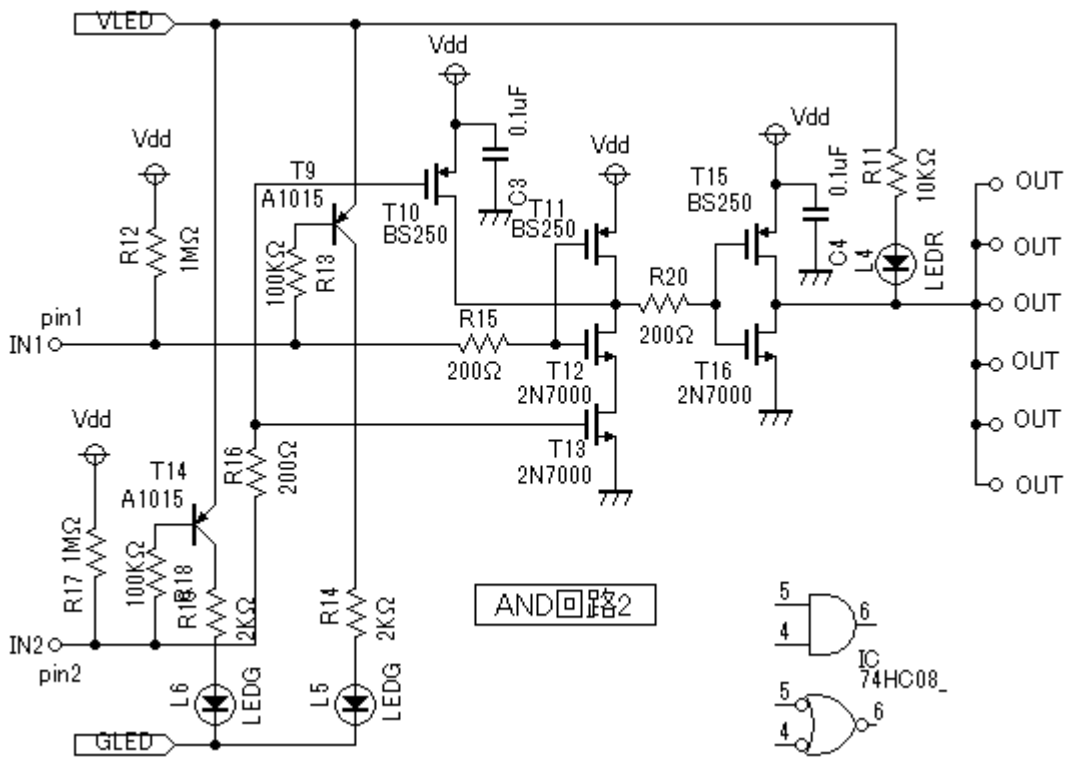 VLED
Vdd
0.1uF
C3
Vdd
R12
1MΩ
T9
A1015
T10
BS250
Vdd
T11
BS250
Vdd
0.1uF
C4
T15
BS250
R11
10KΩ
L4
LEDR
OUT
OUT
OUT
OUT
OUT
OUT
100KΩ
R13
pin1
IN1
R15
200Ω
R20
200Ω
T12
2N7000
T16
2N7000
T13
2N7000
Vdd
R16
200Ω
T14
A1015
R17
1MΩ
100KΩ
R18
2KΩ
R14
2KΩ
IN2
pin2
L6
LEDG
L5
LEDG
GLED
AND回路2
5
4
6
IC
74HC08_
5
4
6